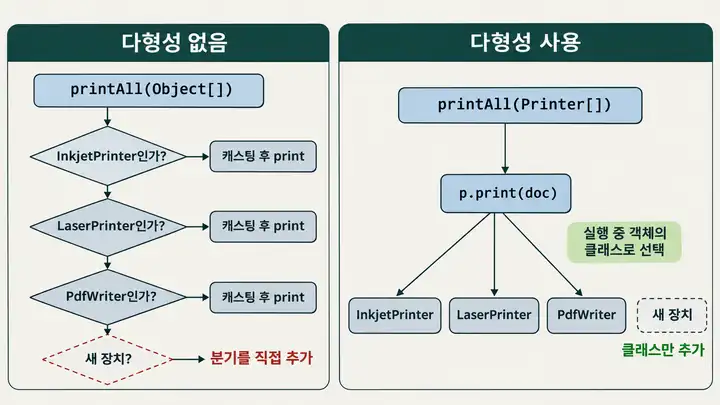 다형성 없음
printAll(Object[])
InkjetPrinter인가?
캐스팅 후 print
LaserPrinter인가?
캐스팅 후 print
PdfWriter인가?
캐스팅 후 print
새 장치?
분기를 직접 추가
다형성 사용
printAll(Printer[])
p.print(doc)
실행 중 객체의
클래스로 선택
InkjetPrinter
LaserPrinter
PdfWriter
새 장치
클래스만 추가